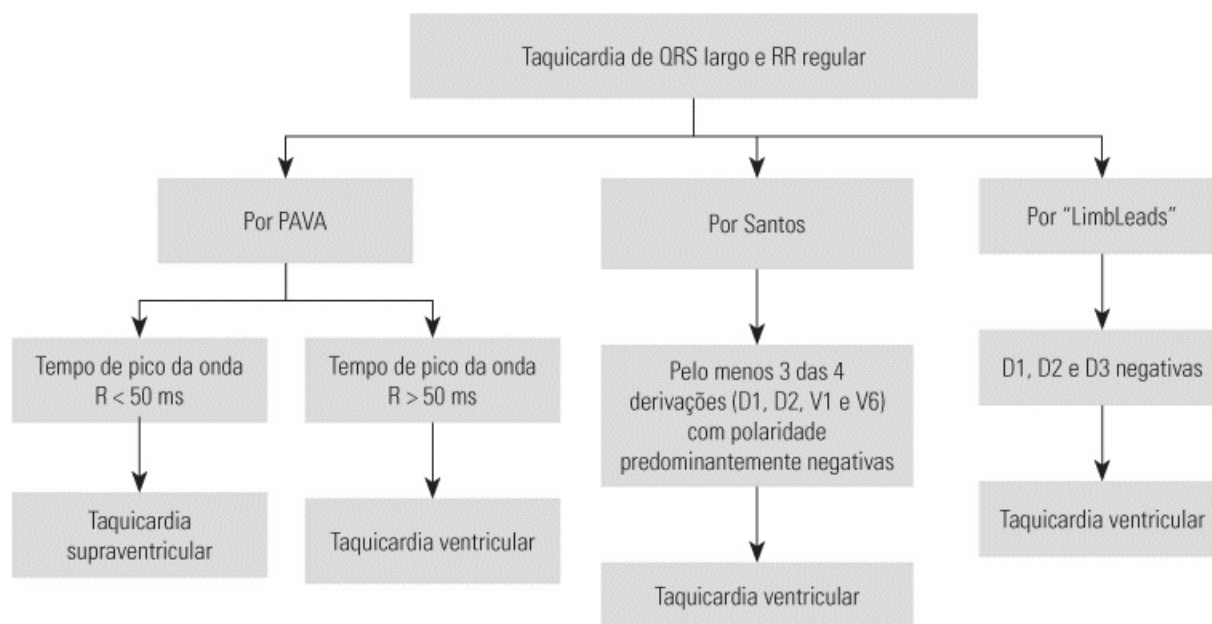 Taquicardia de QRS largo e RR regular
Por PAVA
Por Santos
Por “LimbLeads”
Tempo de pico da onda
R < 50 ms
Tempo de pico da onda
R > 50 ms
Pelo menos 3 das 4
derivações (D1, D2, V1 e V6)
com polaridade
predominantemente negativas
D1, D2 e D3 negativas
Taquicardia
supraventricular
Taquicardia ventricular
Taquicardia ventricular
Taquicardia ventricular